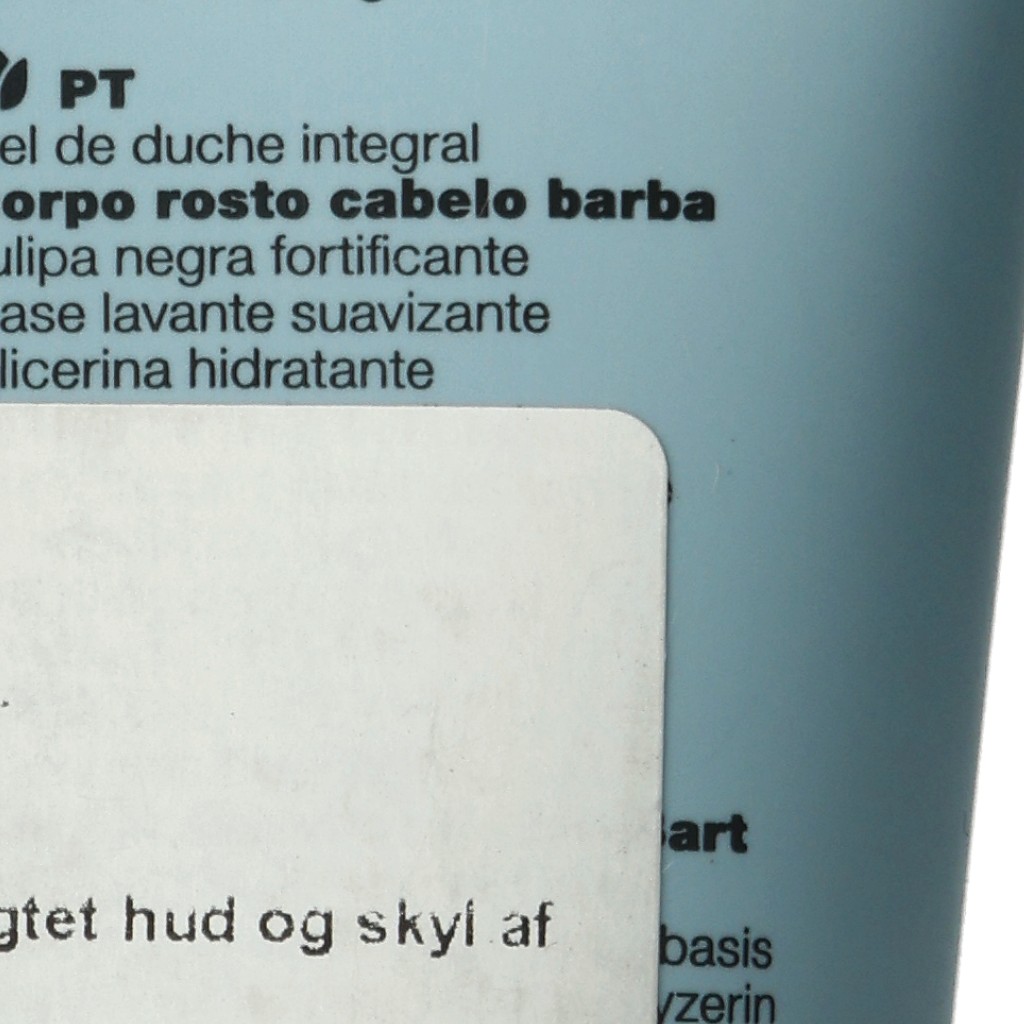 PT
el de duche integral
orpo rosto cabelo barba
ulipa negra fortificante
ase lavante suavizante
licerina hidratante
art
gtet hud og skyl af
basis
yzerin